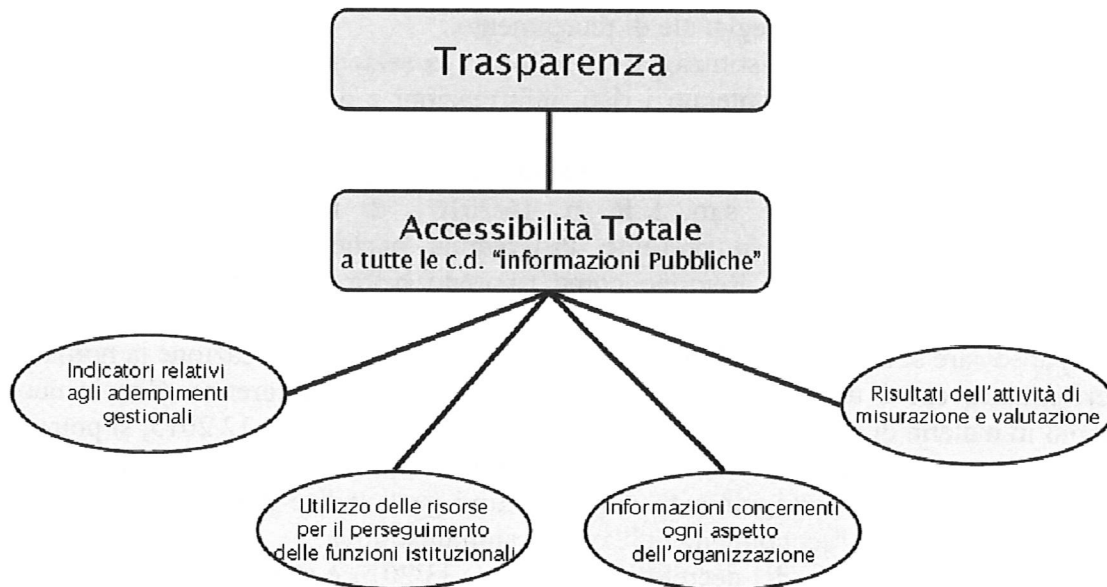 Trasparenza
Accessibilità Totale
a tutte le c.d. “informazioni Pubbliche”
Indicatori relativi
agli adempimenti
gestionali
Risultati dell’attività di
misurazione e valutazione
Utilizzo delle risorse
per il perseguimento
delle funzioni istituzionali
Informazioni concernenti
ogni aspetto
dell’organizzazione